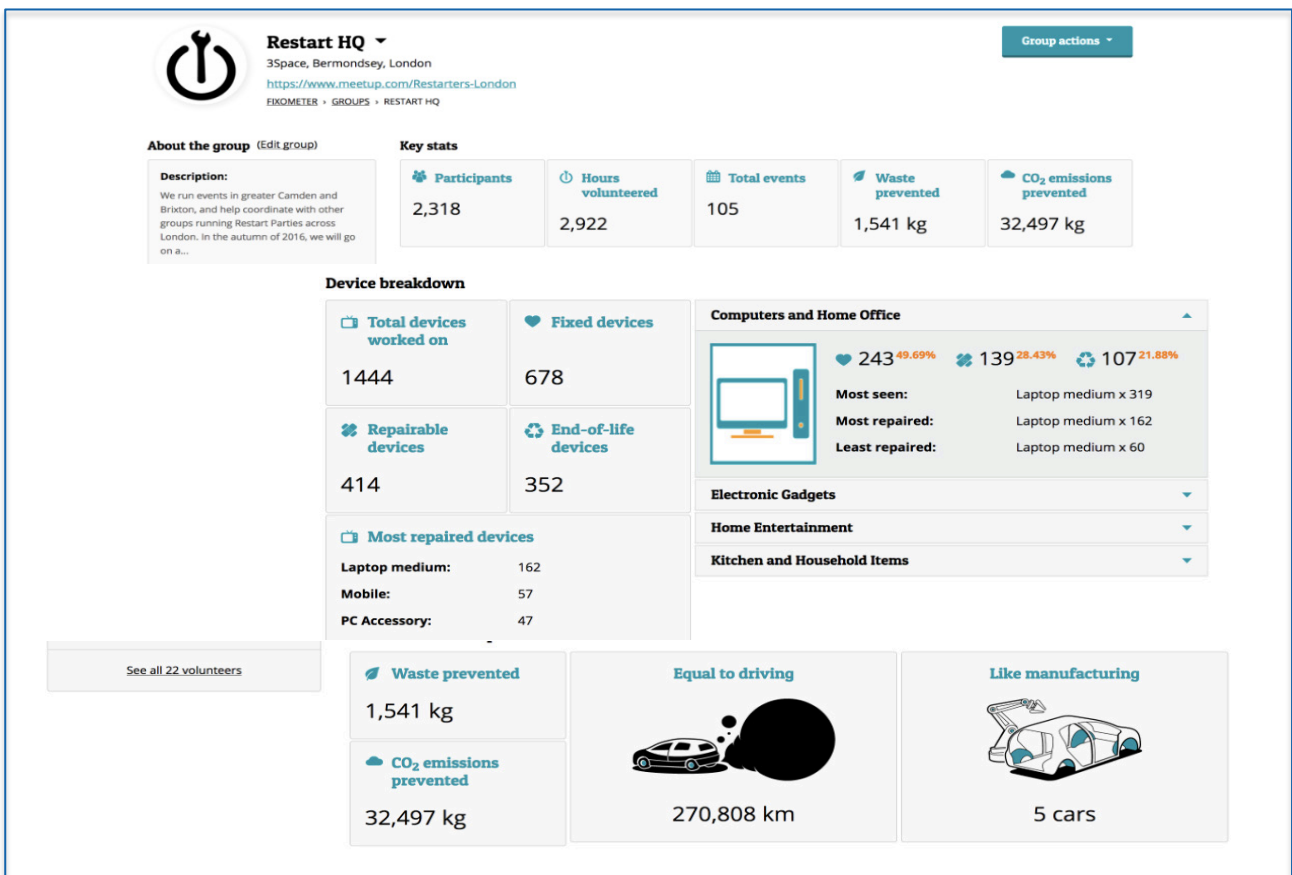 Restart HQ
3Space, Bermondsey, London
https://www.meetup.com/Restarters-London
FIXOMETER > GROUPS > RESTART HQ
Group actions
About the group (Edit group)
Description:
We run events in greater Camden and
Brixton, and help coordinate with other
groups running Restart Parties across
London. In the autumn of 2016, we will go
on a...
Key stats
Participants
2,318
Hours
volunteered
2,922
Total events
105
Waste
prevented
1,541 kg
CO₂ emissions
prevented
32,497 kg
Device breakdown
Total devices
worked on
1444
Fixed devices
678
Repairable
devices
414
End-of-life
devices
352
Most repaired devices
Laptop medium: 162
Mobile: 57
PC Accessory: 47
Computers and Home Office
243 49.69% 139 28.43% 107 21.88%
Most seen: Laptop medium x 319
Most repaired: Laptop medium x 162
Least repaired: Laptop medium x 60
Electronic Gadgets
Home Entertainment
Kitchen and Household Items
See all 22 volunteers
Waste prevented
1,541 kg
CO₂ emissions
prevented
32,497 kg
Equal to driving
270,808 km
Like manufacturing
5 cars